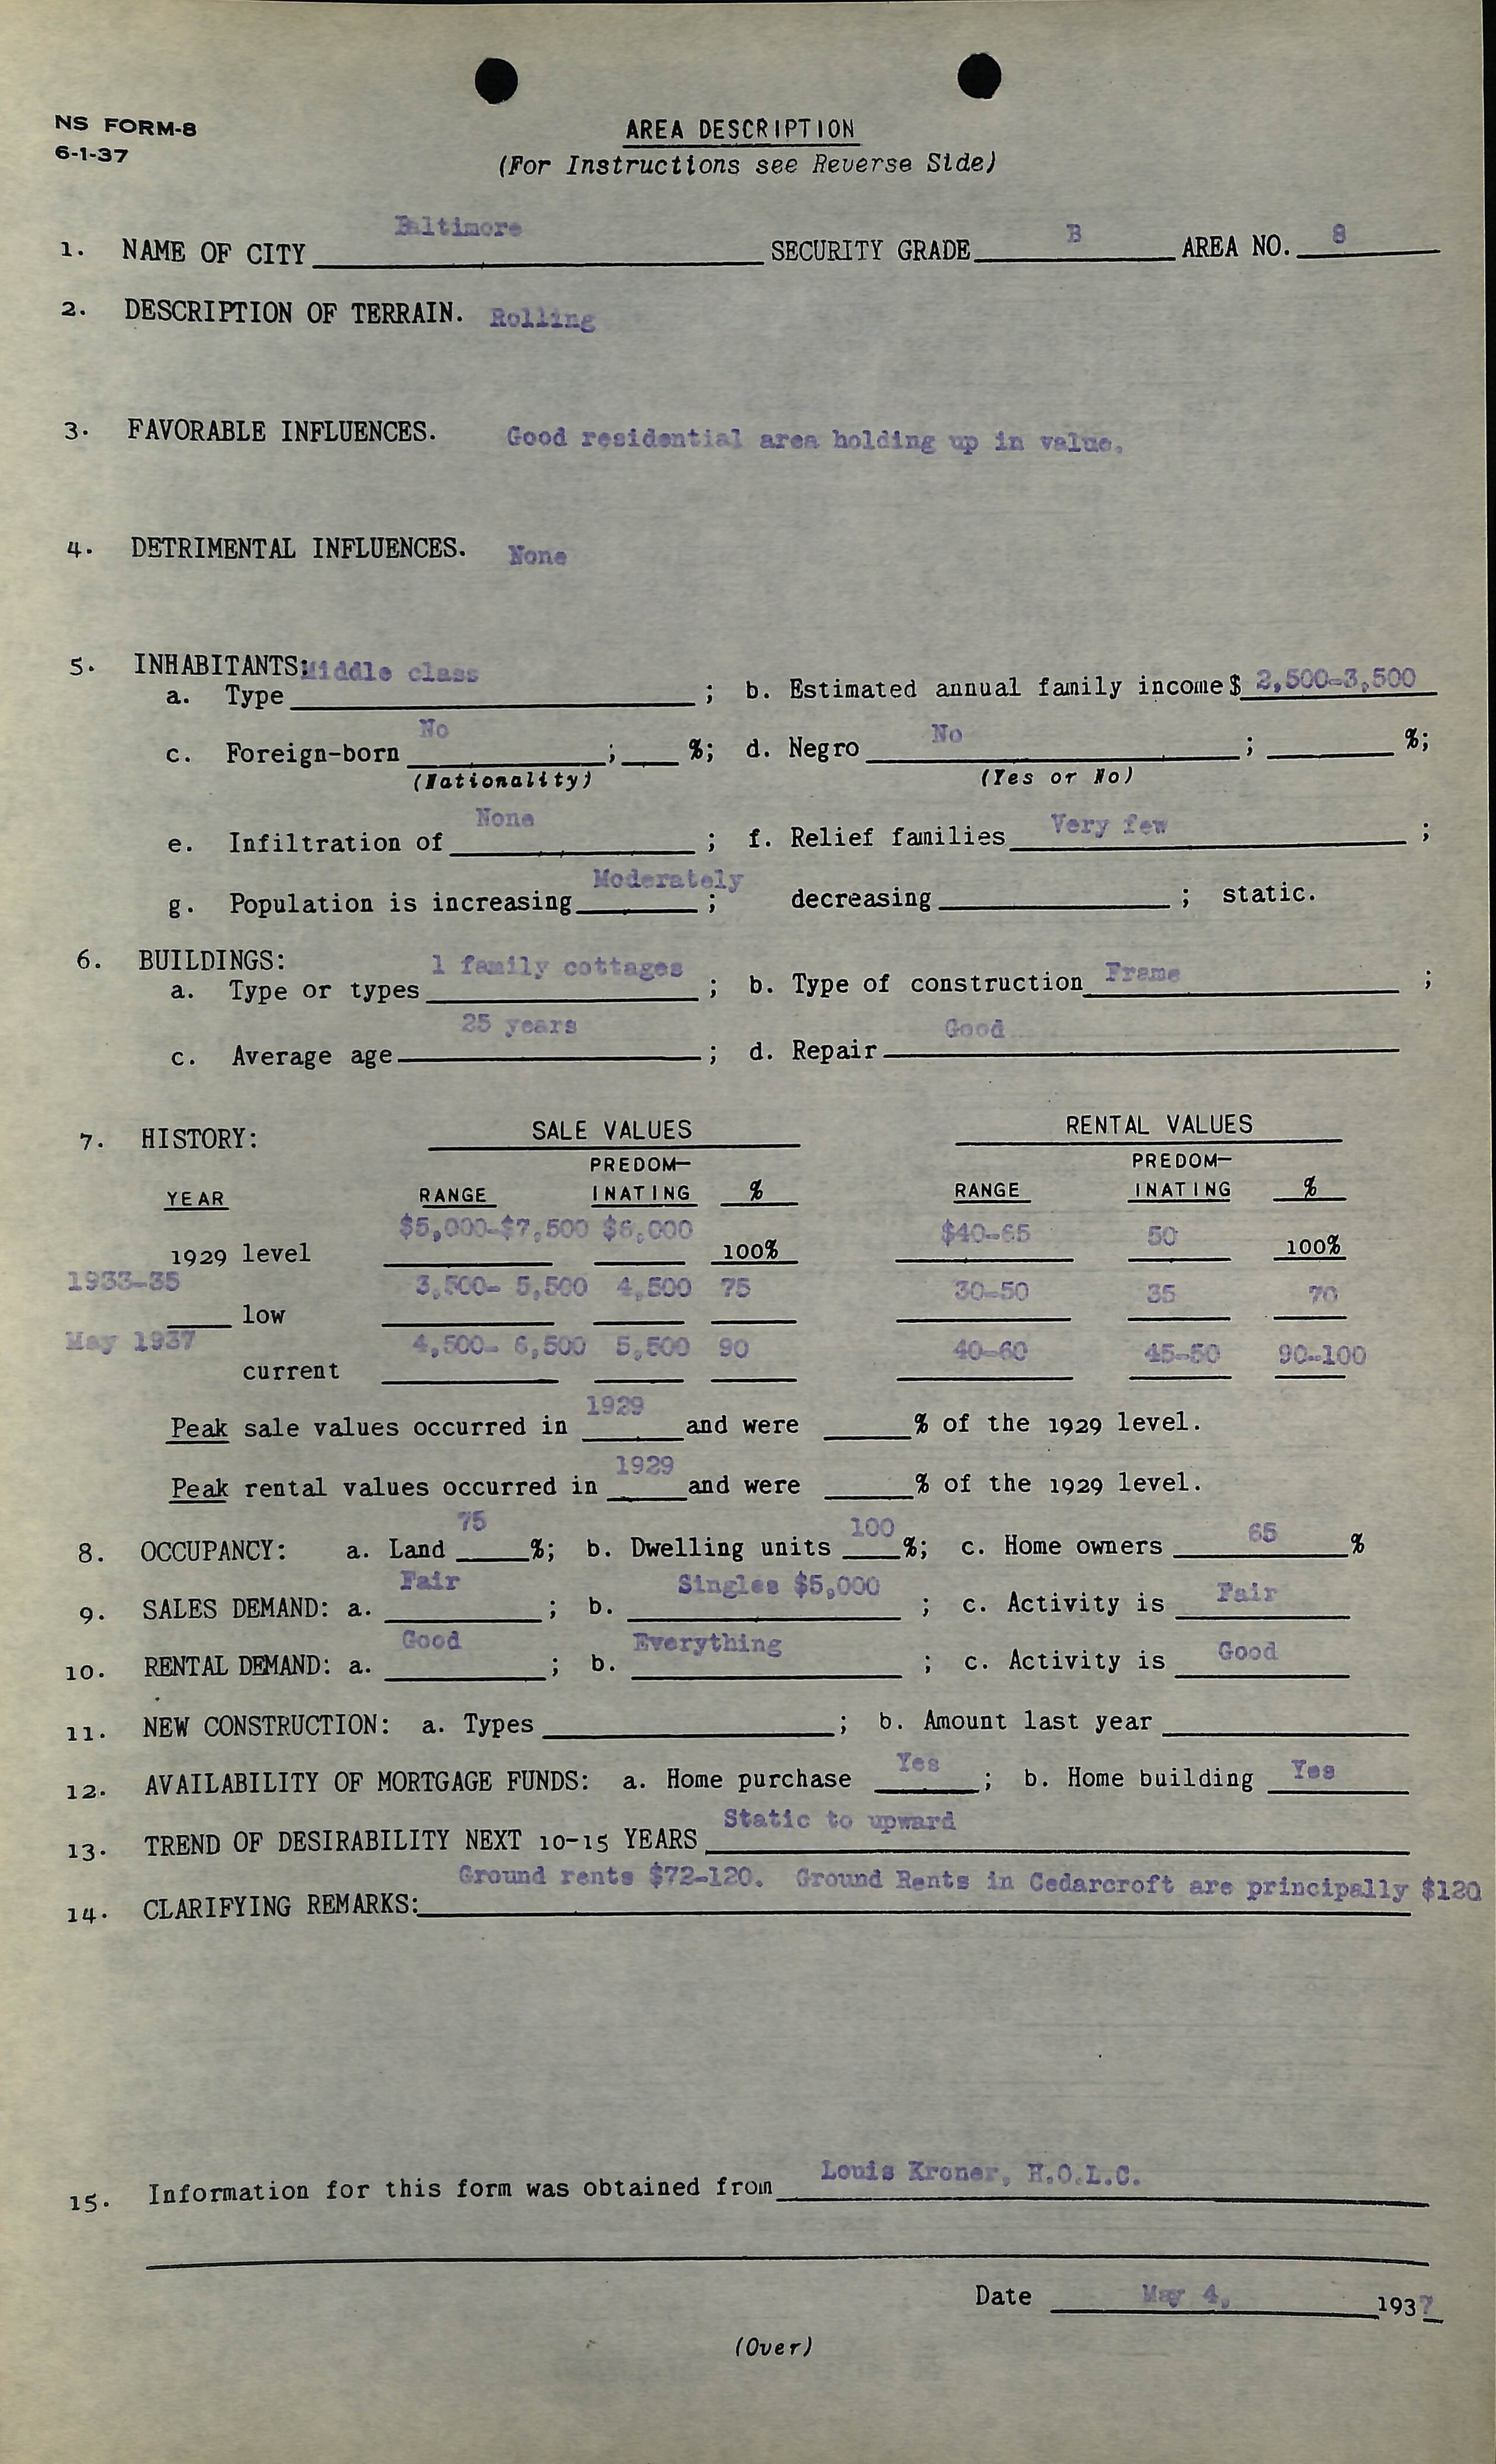 NS FORM-8
6-1-37
AREA DESCRIPTION
(For Instructions see Reverse Side)
1. NAME OF CITY Baltimore SECURITY GRADE B AREA NO. 8
2. DESCRIPTION OF TERRAIN. Rolling
3. FAVORABLE INFLUENCES. Good residential area holding up in value.
4. DETRIMENTAL INFLUENCES. None
5. INHABITANTS: Middle class
a. Type ; b. Estimated annual family income $ 2,500-3,500
c. Foreign-born No ; %; d. Negro No ; %;
(Nationality) (Yes or No)
e. Infiltration of None ; f. Relief families Very few ;
g. Population is increasing Moderately ; decreasing ; static.
6. BUILDINGS:
a. Type or types 1 family cottages ; b. Type of construction Frame ;
c. Average age 25 years ; d. Repair Good
7. HISTORY: SALE VALUES RENTAL VALUES
PREDOM- PREDOM-
YEAR RANGE INATING % RANGE INATING %
1929 level $5,000-$7,500 $6,000 100% $40-65 50 100%
1933-35 low 3,500- 5,500 4,500 75 30-50 35 70
May 1937 current 4,500- 6,500 5,500 90 40-60 45-50 90-100
Peak sale values occurred in 1929 and were % of the 1929 level.
Peak rental values occurred in 1929 and were % of the 1929 level.
8. OCCUPANCY: a. Land 75 %; b. Dwelling units 100 %; c. Home owners 65 %
9. SALES DEMAND: a. Fair ; b. Singles $5,000 ; c. Activity is Fair
10. RENTAL DEMAND: a. Good ; b. Everything ; c. Activity is Good
11. NEW CONSTRUCTION: a. Types ; b. Amount last year
12. AVAILABILITY OF MORTGAGE FUNDS: a. Home purchase Yes ; b. Home building Yes
13. TREND OF DESIRABILITY NEXT 10-15 YEARS Static to upward
14. CLARIFYING REMARKS: Ground rents $72-120. Ground Rents in Cedarcroft are principally $120
15. Information for this form was obtained from Louis Kroner, H.O.L.C.
Date May 4, 1937
(Over)